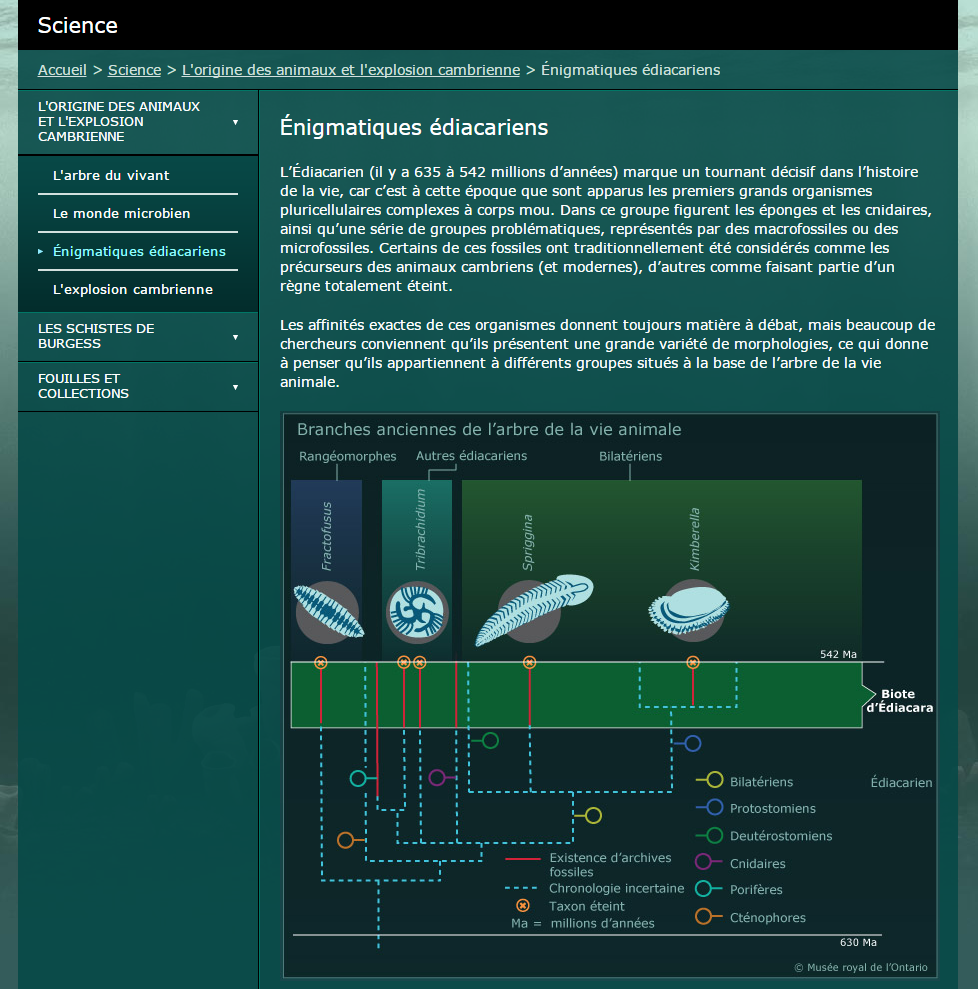 Science
Accueil > Science > L'origine des animaux et l'explosion cambrienne > Énigmatiques édiacariens
L'ORIGINE DES ANIMAUX
ET L'EXPLOSION
CAMBRIENNE
L'arbre du vivant
Le monde microbien
Énigmatiques édiacariens
L'explosion cambrienne
LES SCHISTES DE
BURGESS
FOUILLES ET
COLLECTIONS
Énigmatiques édiacariens
L’Édiacarien (il y a 635 à 542 millions d’années) marque un tournant décisif dans l’histoire
de la vie, car c’est à cette époque que sont apparus les premiers grands organismes
pluricellulaires complexes à corps mou. Dans ce groupe figurent les éponges et les cnidaires,
ainsi qu’une série de groupes problématiques, représentés par des macrofossiles ou des
microfossiles. Certains de ces fossiles ont traditionnellement été considérés comme les
précurseurs des animaux cambriens (et modernes), d’autres comme faisant partie d’un
règne totalement éteint.
Les affinités exactes de ces organismes donnent toujours matière à débat, mais beaucoup de
chercheurs conviennent qu’ils présentent une grande variété de morphologies, ce qui donne
à penser qu’ils appartiennent à différents groupes situés à la base de l’arbre de la vie
animale.
Branches anciennes de l’arbre de la vie animale
Rangéomorphes
Autres édiacariens
Bilatériens
Fractofusus
Tribrachidium
Spriggina
Kimberella
542 Ma
Biote
d’Édiacara
Édiacarien
Bilatériens
Protostomiens
Deutérostomiens
Cnidaires
Porifères
Cténophores
Existence d’archives
fossiles
Chronologie incertaine
Taxon éteint
Ma = millions d’années
630 Ma
© Musée royal de l’Ontario